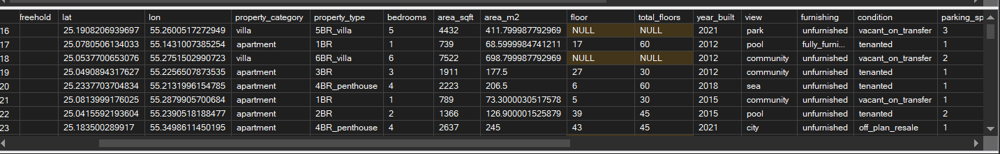 freehold lat lon property_category property_type bedrooms area_sqft area_m2 floor total_floors year_built view furnishing condition parking_sp
16 25.1908206939697 55.2600517272949 villa 5BR_villa 5 4432 411.799987792969 NULL NULL 2021 park unfurnished vacant_on_transfer 3
17 25.0780506134033 55.1431007385254 apartment 1BR 1 739 68.5999984741211 17 60 2012 pool fully_furni... tenanted 1
18 25.0537700653076 55.2751502990723 villa 6BR_villa 6 7522 698.799987792969 NULL NULL 2012 community unfurnished vacant_on_transfer 2
19 25.0490894317627 55.2256507873535 apartment 3BR 3 1911 177.5 27 30 2012 community unfurnished tenanted 1
20 25.2337703704834 55.2131996154785 apartment 4BR_penthouse 4 2223 206.5 6 60 2018 sea unfurnished tenanted 1
21 25.0813999176025 55.2879905700684 apartment 1BR 1 789 73.3000030517578 5 30 2015 community unfurnished vacant_on_transfer 1
22 25.0415592193604 55.2390518188477 apartment 2BR 2 1366 126.900001525879 39 45 2015 pool unfurnished tenanted 2
23 25.183500289917 55.3498611450195 apartment 4BR_penthouse 4 2637 245 43 45 2021 city unfurnished off_plan_resale 1